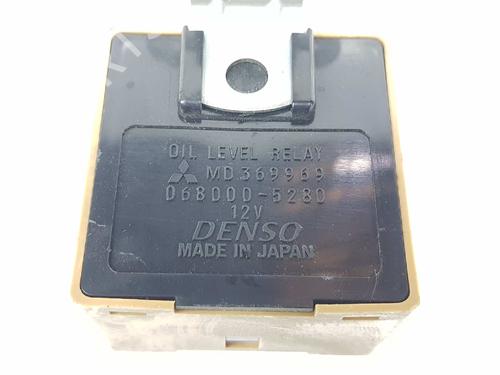 OIL LEVEL RELAY
MD369969
068000-5280
12V
DENSO
MADE IN JAPAN